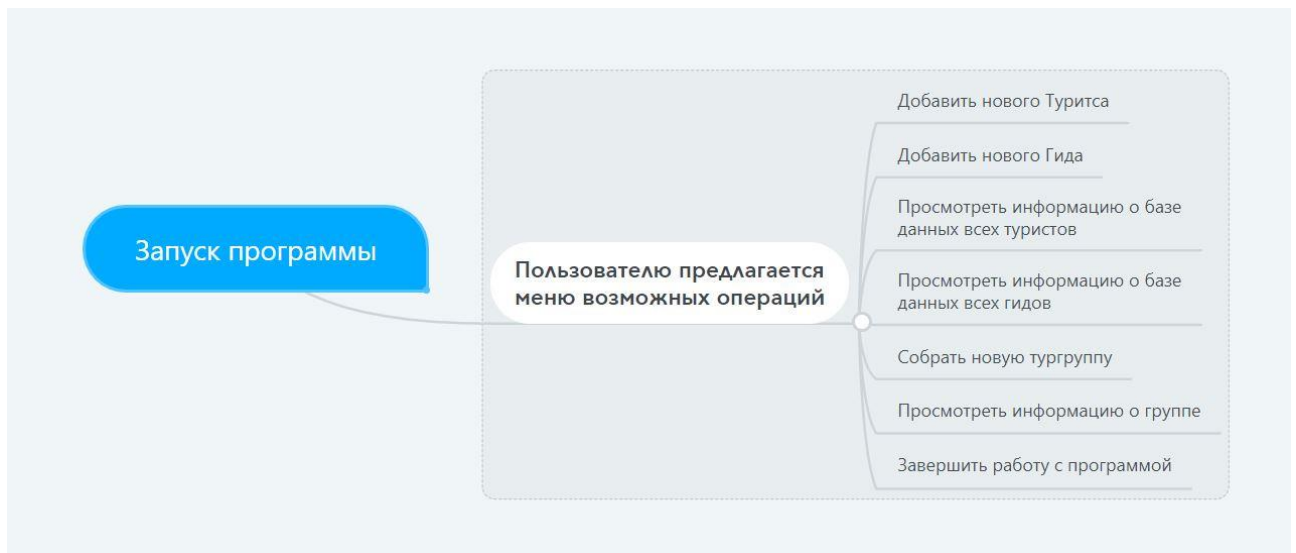 Запуск программы
Пользователю предлагается
меню возможных операций
Добавить нового Туритса
Добавить нового Гида
Просмотреть информацию о базе
данных всех туристов
Просмотреть информацию о базе
данных всех гидов
Собрать новую тургруппу
Просмотреть информацию о группе
Завершить работу с программой